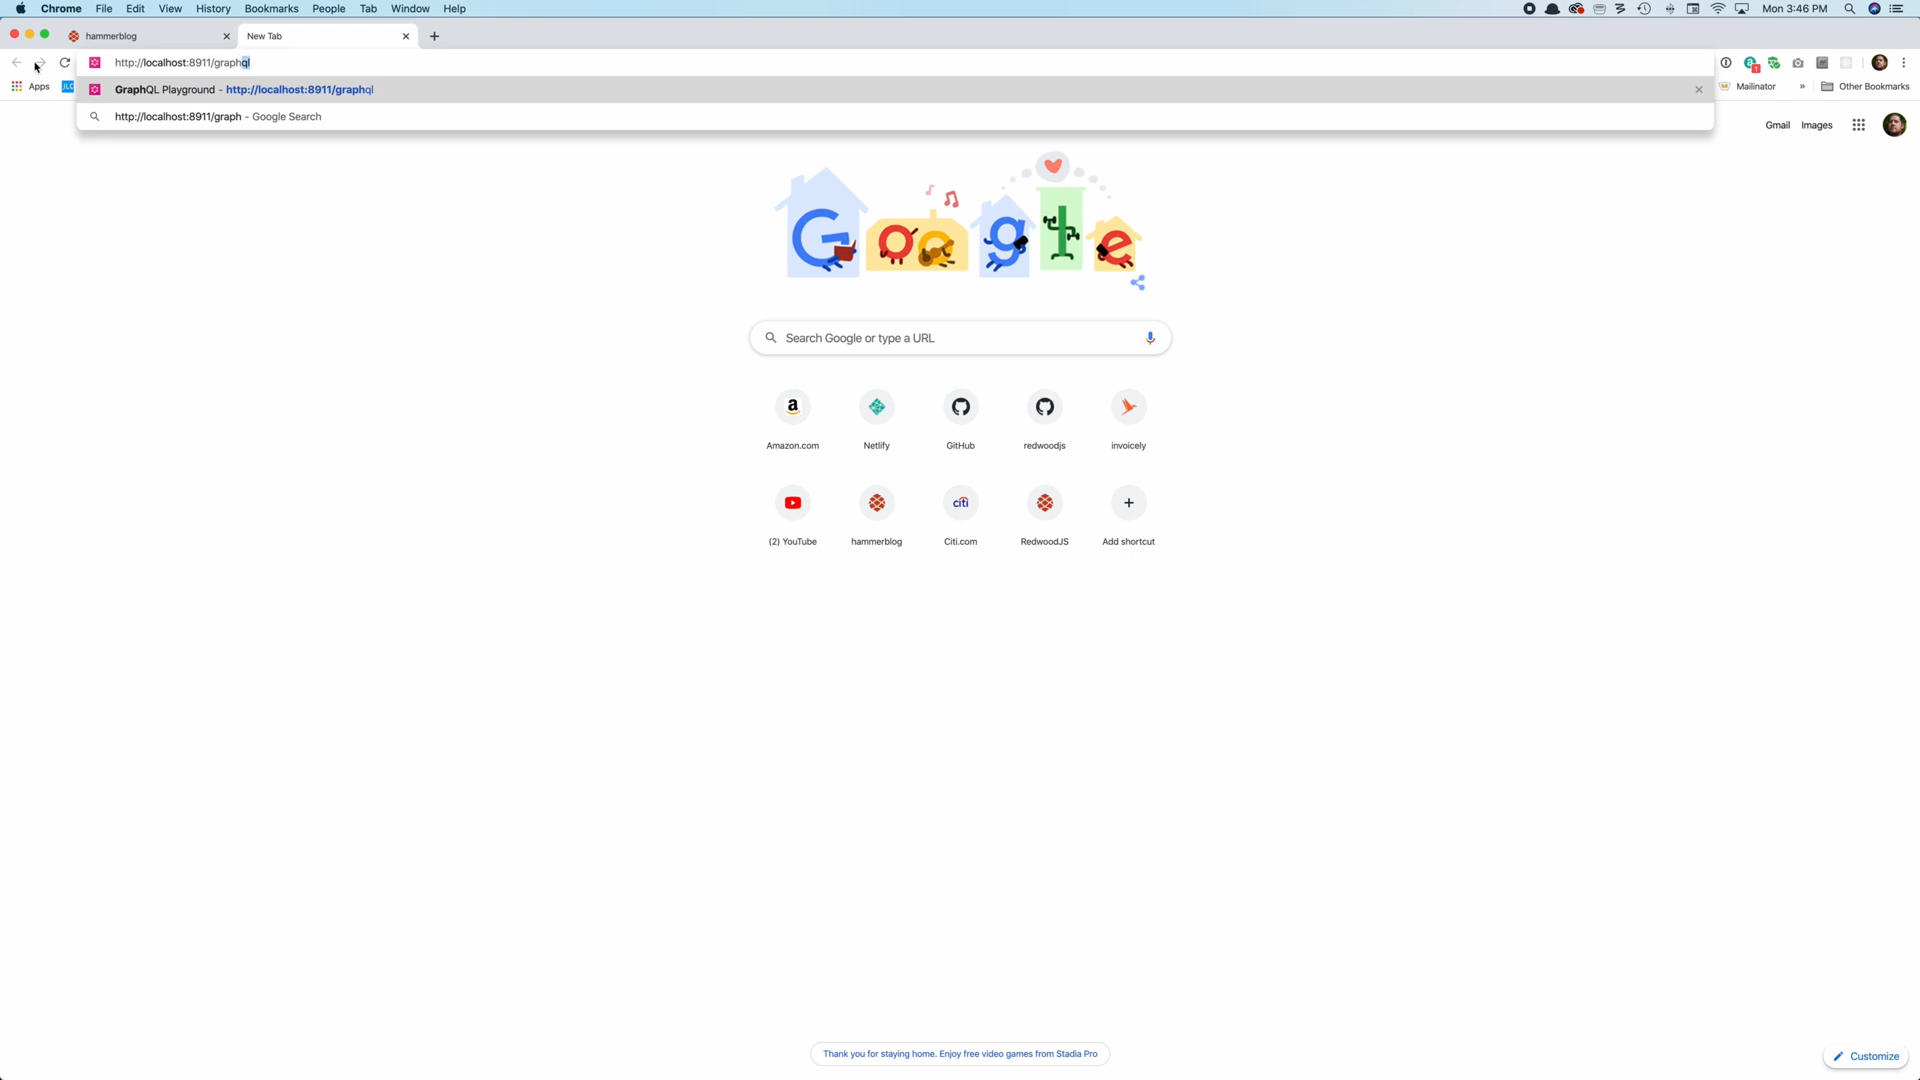 Chrome File Edit View History Bookmarks People Tab Window Help
Mon 3:46 PM
hammerblog
New Tab
http://localhost:8911/graphql
GraphQL Playground - http://localhost:8911/graphql
http://localhost:8911/graph - Google Search
Apps
Mailinator
» Other Bookmarks
Gmail Images
Google
Search Google or type a URL
Amazon.com
Netlify
GitHub
redwoodjs
invoicely
(2) YouTube
hammerblog
citi
Citi.com
RedwoodJS
Add shortcut
Thank you for staying home. Enjoy free video games from Stadia Pro
Customize